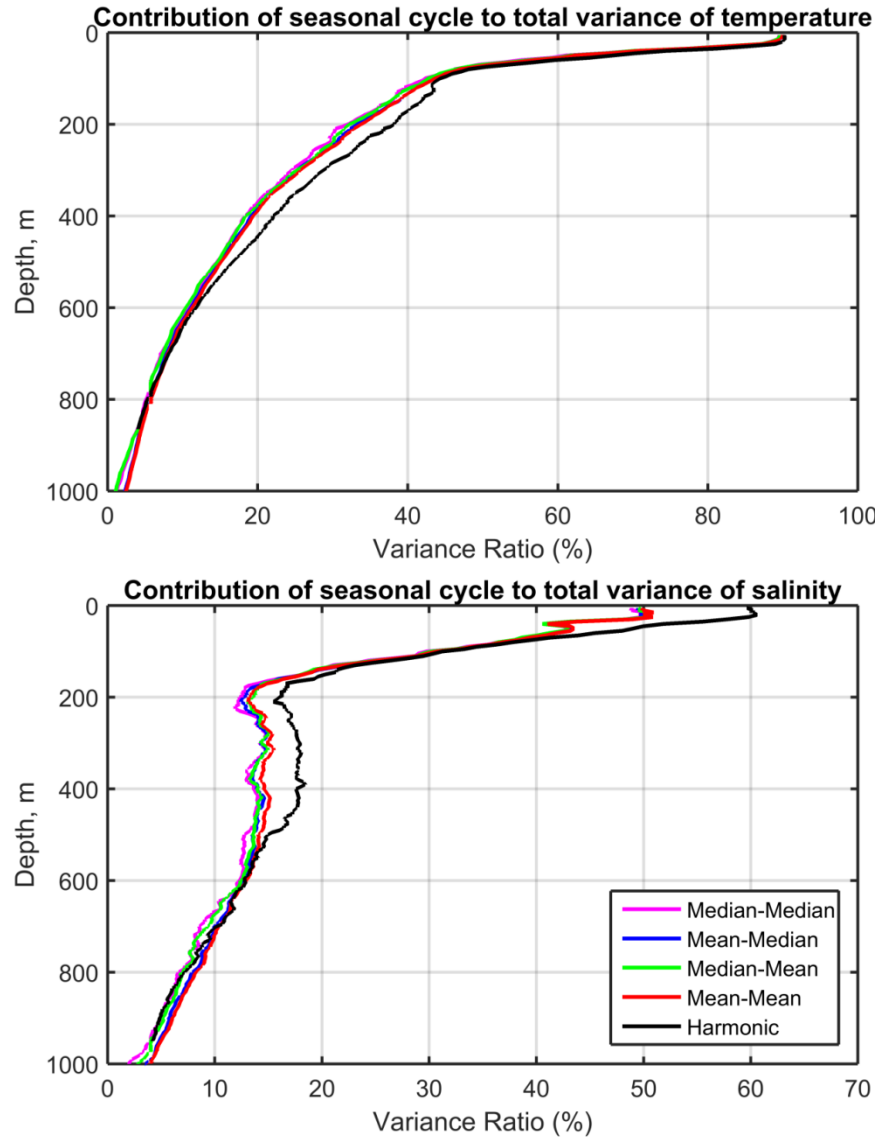 Contribution of seasonal cycle to total variance of temperature
0
200
400
600
800
1000
Depth, m
20
40
60
80
100
0
Variance Ratio (%)
Contribution of seasonal cycle to total variance of salinity
0
200
400
600
800
1000
Depth, m
Median-Median
Mean-Median
Median-Mean
Mean-Mean
Harmonic
0
10
20
30
40
50
60
70
Variance Ratio (%)